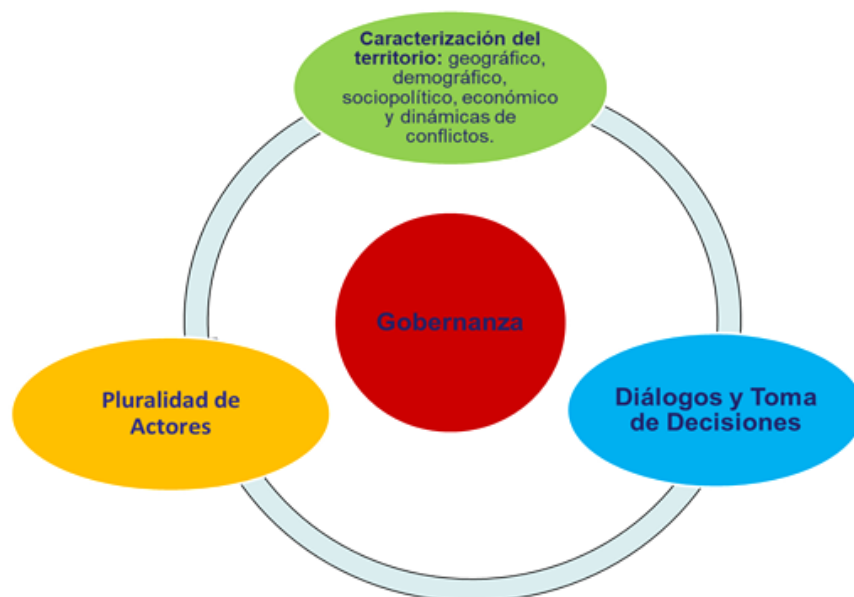 Caracterización del
territorio: geográfico,
demográfico,
sociopolítico, económico
y dinámicas de
conflictos.
Gobernanza
Pluralidad de
Actores
Diálogos y Toma
de Decisiones